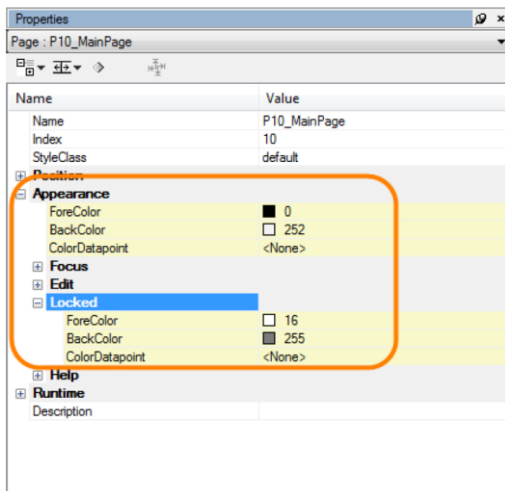 Properties
Page : P10_MainPage
Name Value
Name P10_MainPage
Index 10
StyleClass default
Position
Appearance
ForeColor 0
BackColor 252
ColorDatapoint <None>
Focus
Edit
Locked
ForeColor 16
BackColor 255
ColorDatapoint <None>
Help
Runtime
Description